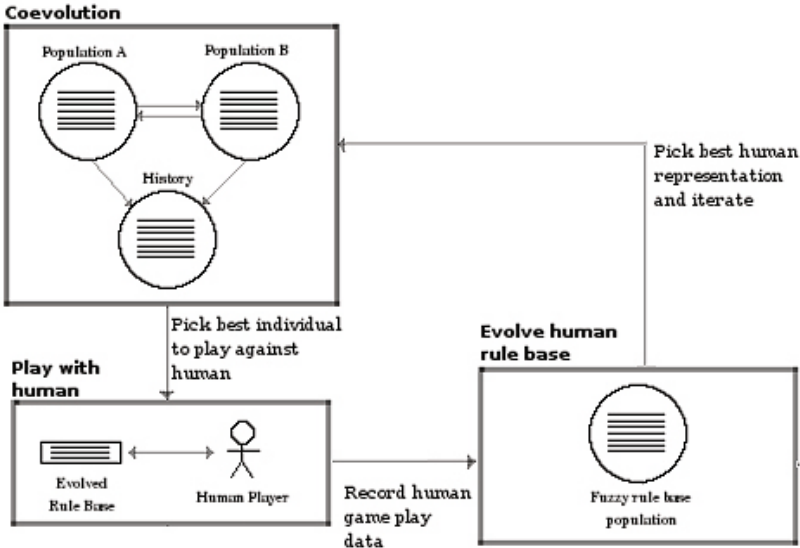 Coevolution
Population A
Population B
History
Pick best human
representation
and iterate
Pick best individual
to play against
human
Evolve human
rule base
Play with
human
Evolved
Rule Base
Human Player
Record human
game play
data
Fuzzy rule base
population